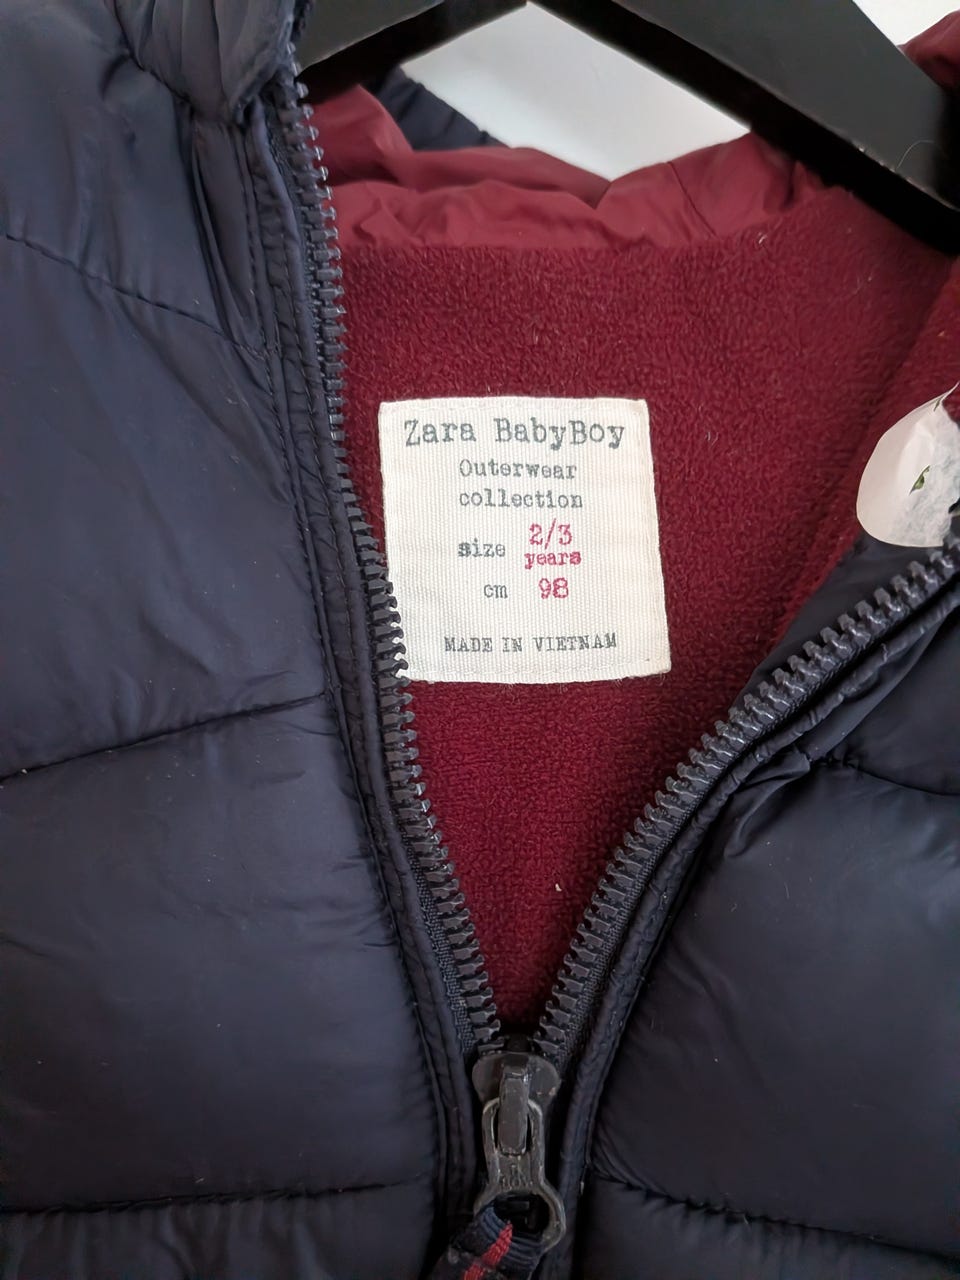 Zara BabyBoy
Outerwear
collection
size 2/3 years
cm 98
MADE IN VIETNAM